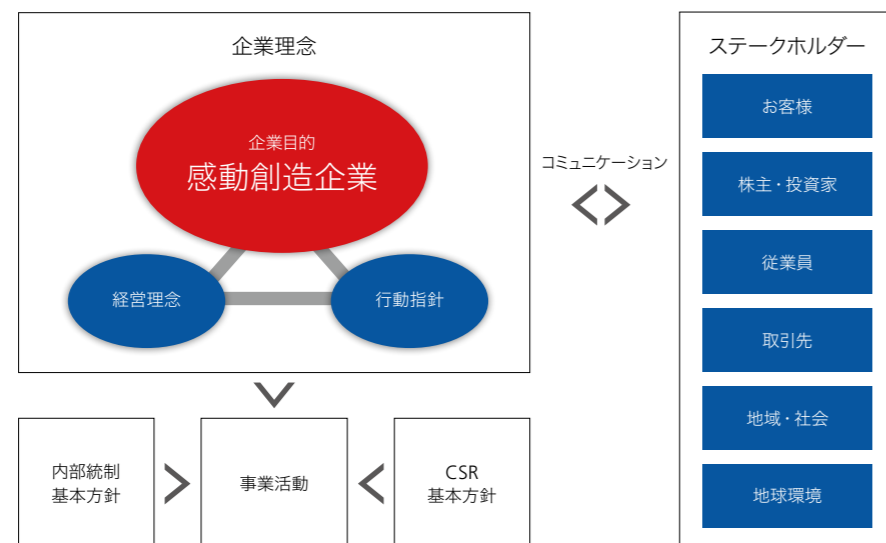 企業理念
企業目的
感動創造企業
経営理念
行動指針
コミュニケーション
ステークホルダー
お客様
株主・投資家
従業員
取引先
地域・社会
地球環境
内部統制
基本方針
事業活動
CSR
基本方針